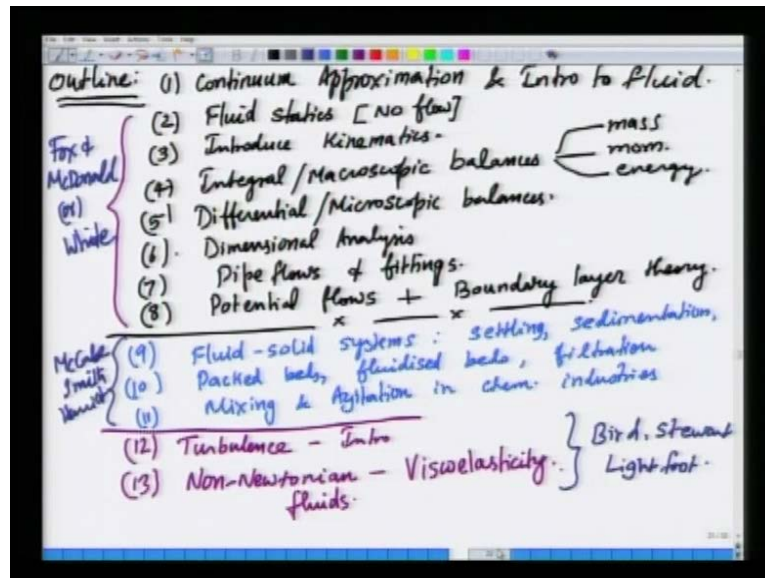 Outline: (1) Continuum Approximation & Intro to fluid.
(2) Fluid statics [No flow]
(3) Introduce Kinematics.
(4) Integral/Macroscopic balances
mass
mom.
energy.
(5) Differential/Microscopic balances.
(6). Dimensional Analysis
(7) Pipe flows & fittings.
(8) Potential flows + Boundary layer theory.
Fox &
McDonald
(or)
White
x x
(9) Fluid-solid systems : settling, sedimentation,
(10) Packed beds, fluidised beds, filtration
(11) Mixing & Agitation in chem. industries
McCabe
Smith
Harriot
(12) Turbulence - Intro
(13) Non-Newtonian - Viscoelasticity.
fluids.
Bird, Stewart
Lightfoot.